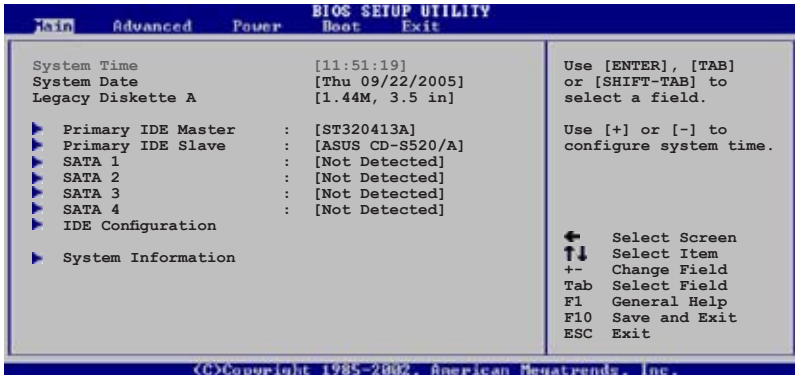 BIOS SETUP UTILITY
Main Advanced Power Boot Exit
System Time [11:51:19]
System Date [Thu 09/22/2005]
Legacy Diskette A [1.44M, 3.5 in]
Primary IDE Master : [ST320413A]
Primary IDE Slave : [ASUS CD-S520/A]
SATA 1 : [Not Detected]
SATA 2 : [Not Detected]
SATA 3 : [Not Detected]
SATA 4 : [Not Detected]
IDE Configuration
System Information
Use [ENTER], [TAB]
or [SHIFT-TAB] to
select a field.
Use [+] or [-] to
configure system time.
Select Screen
Select Item
+- Change Field
Tab Select Field
F1 General Help
F10 Save and Exit
ESC Exit
(C)Copyright 1985-2002, American Megatrends, Inc.